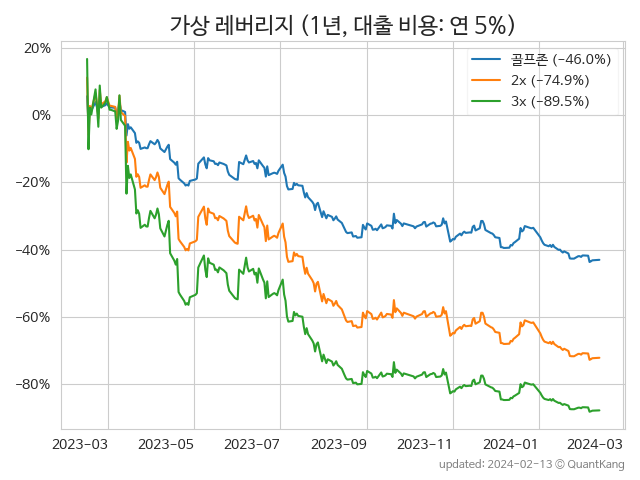 가상 레버리지 (1년, 대출 비용: 연 5%)
20%
0%
−20%
−40%
−60%
−80%
골프존 (−46.0%)
2x (−74.9%)
3x (−89.5%)
2023−03 2023−05 2023−07 2023−09 2023−11 2024−01 2024−03
updated: 2024-02-13 © QuantKang